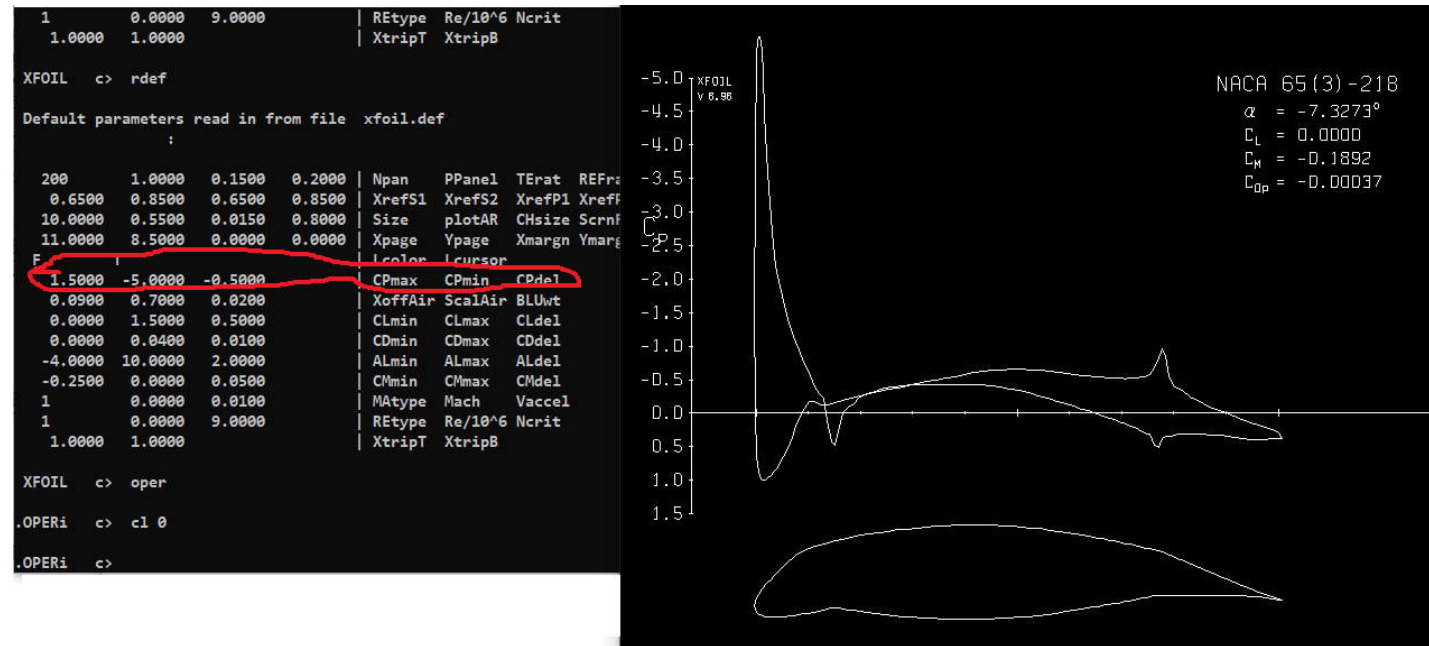 1 0.0000 9.0000 | REtype Re/10^6 Ncrit
1.0000 1.0000 | XtripT XtripB
XFOIL c> rdef
Default parameters read in from file xfoil.def
:
200 1.0000 0.1500 0.2000 | Npan PPanel TErat REFra
0.6500 0.8500 0.6500 0.8500 | XrefS1 XrefS2 XrefP1 XrefP
10.0000 0.5500 0.0150 0.8000 | Size plotAR CHsize ScrnF
11.0000 8.5000 0.0000 0.0000 | Xpage Ypage Xmargn Ymarg
F | Lcolor Lcursor
1.5000 -5.0000 -0.5000 | CPmax CPmin CPdel
0.0900 0.7000 0.0200 | XoffAir ScalAir BLUwt
0.0000 1.5000 0.5000 | CLmin CLmax CLdel
0.0000 0.0400 0.0100 | CDmin CDmax CDdel
-4.0000 10.0000 2.0000 | ALmin ALmax ALdel
-0.2500 0.0000 0.0500 | CMmin CMmax CMdel
1 0.0000 0.0100 | MAtype Mach Vaccel
1 0.0000 9.0000 | REtype Re/10^6 Ncrit
1.0000 1.0000 | XtripT XtripB
XFOIL c> oper
.OPERi c> cl 0
.OPERi c>
-5.0
-4.5
-4.0
-3.5
-3.0
-2.5
-2.0
-1.5
-1.0
-0.5
0.0
0.5
1.0
1.5
Cp
XFOIL
V 6.96
NACA 65(3)-218
α = -7.3273°
CL = 0.0000
CM = -0.1892
CDp = -0.00037